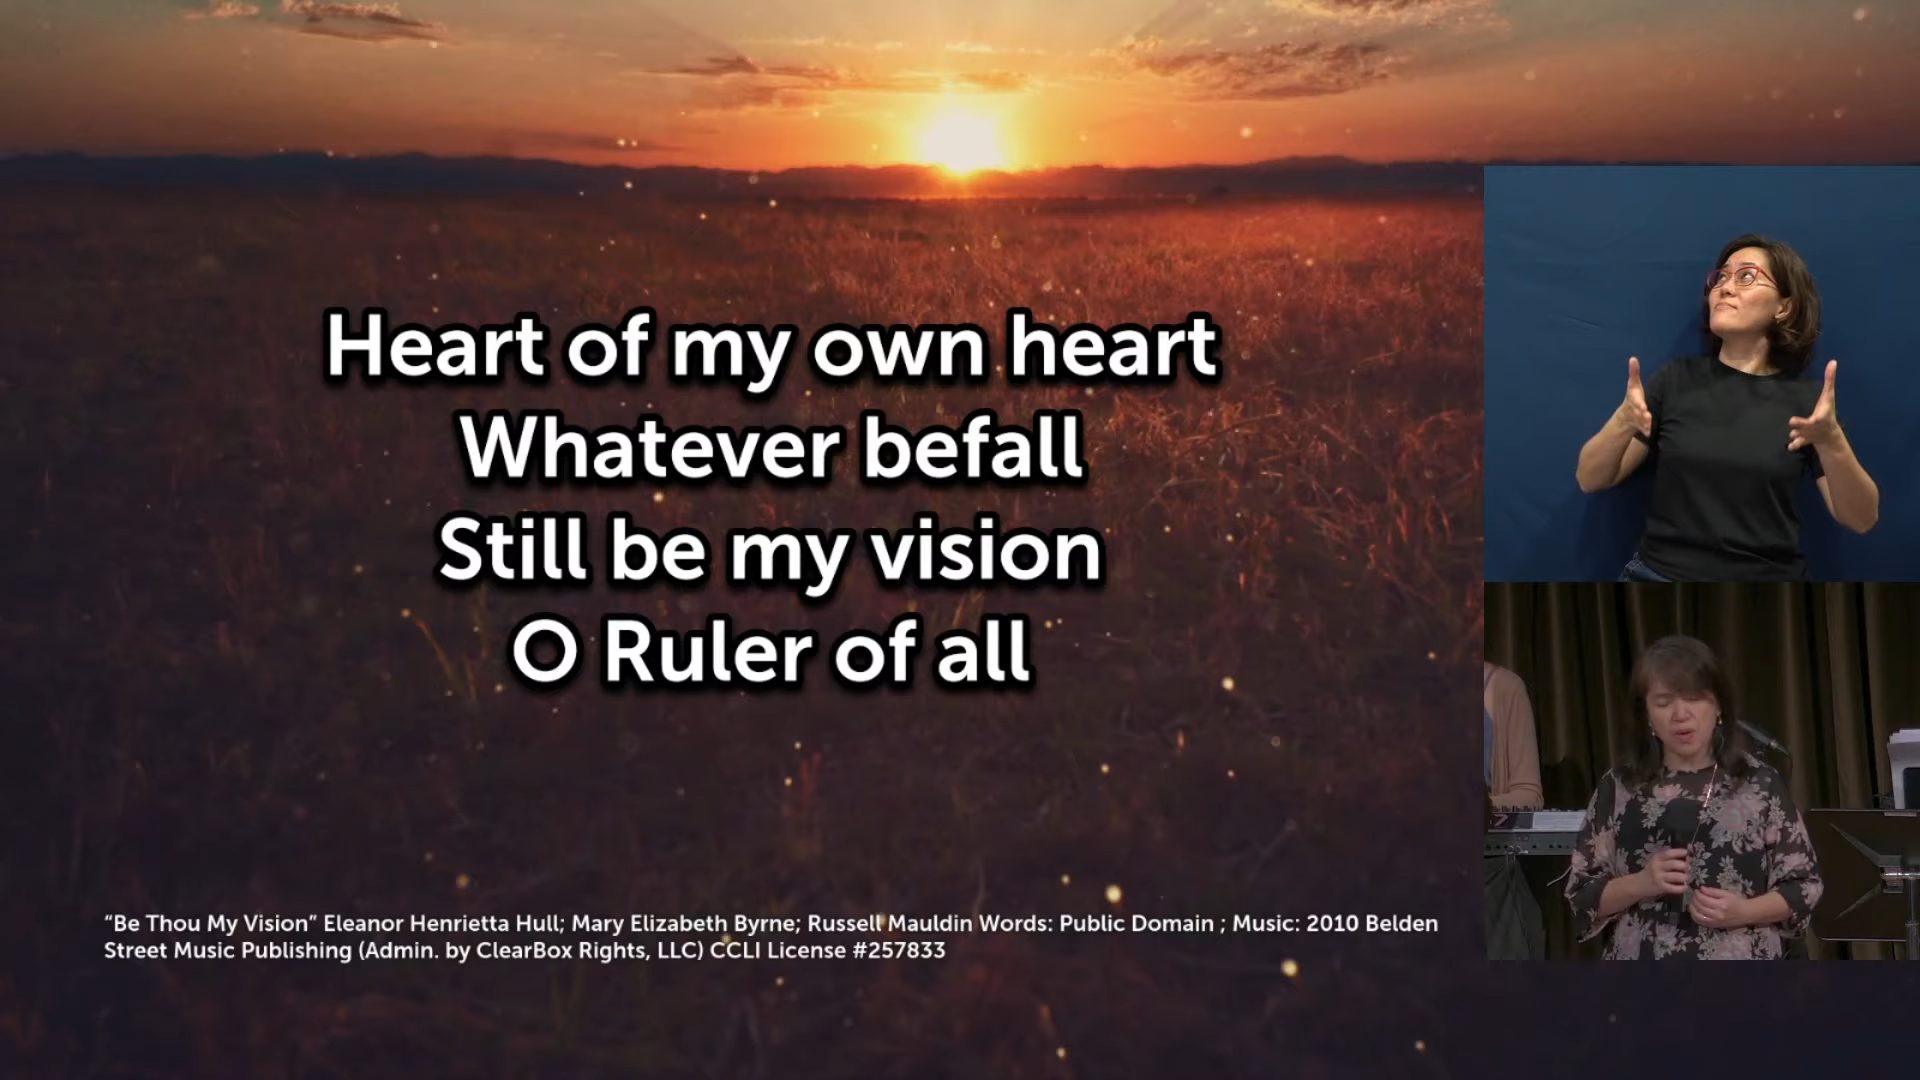 Heart of my own heart
Whatever befall
Still be my vision
O Ruler of all
“Be Thou My Vision” Eleanor Henrietta Hull; Mary Elizabeth Byrne; Russell Mauldin Words: Public Domain ; Music: 2010 Belden
Street Music Publishing (Admin. by ClearBox Rights, LLC) CCLI License #257833